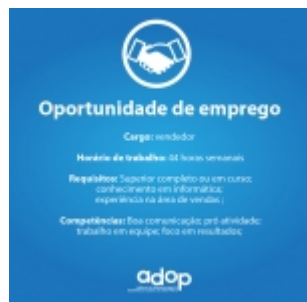 Oportunidade de emprego
Cargo: vendedor
Horário de trabalho: 44 horas semanais
Requisitos: Superior completo ou em curso;
conhecimento em informática;
experiência na área de vendas ;
Competências: Boa comunicação; pró atividade;
trabalho em equipe; foco em resultados;
adop